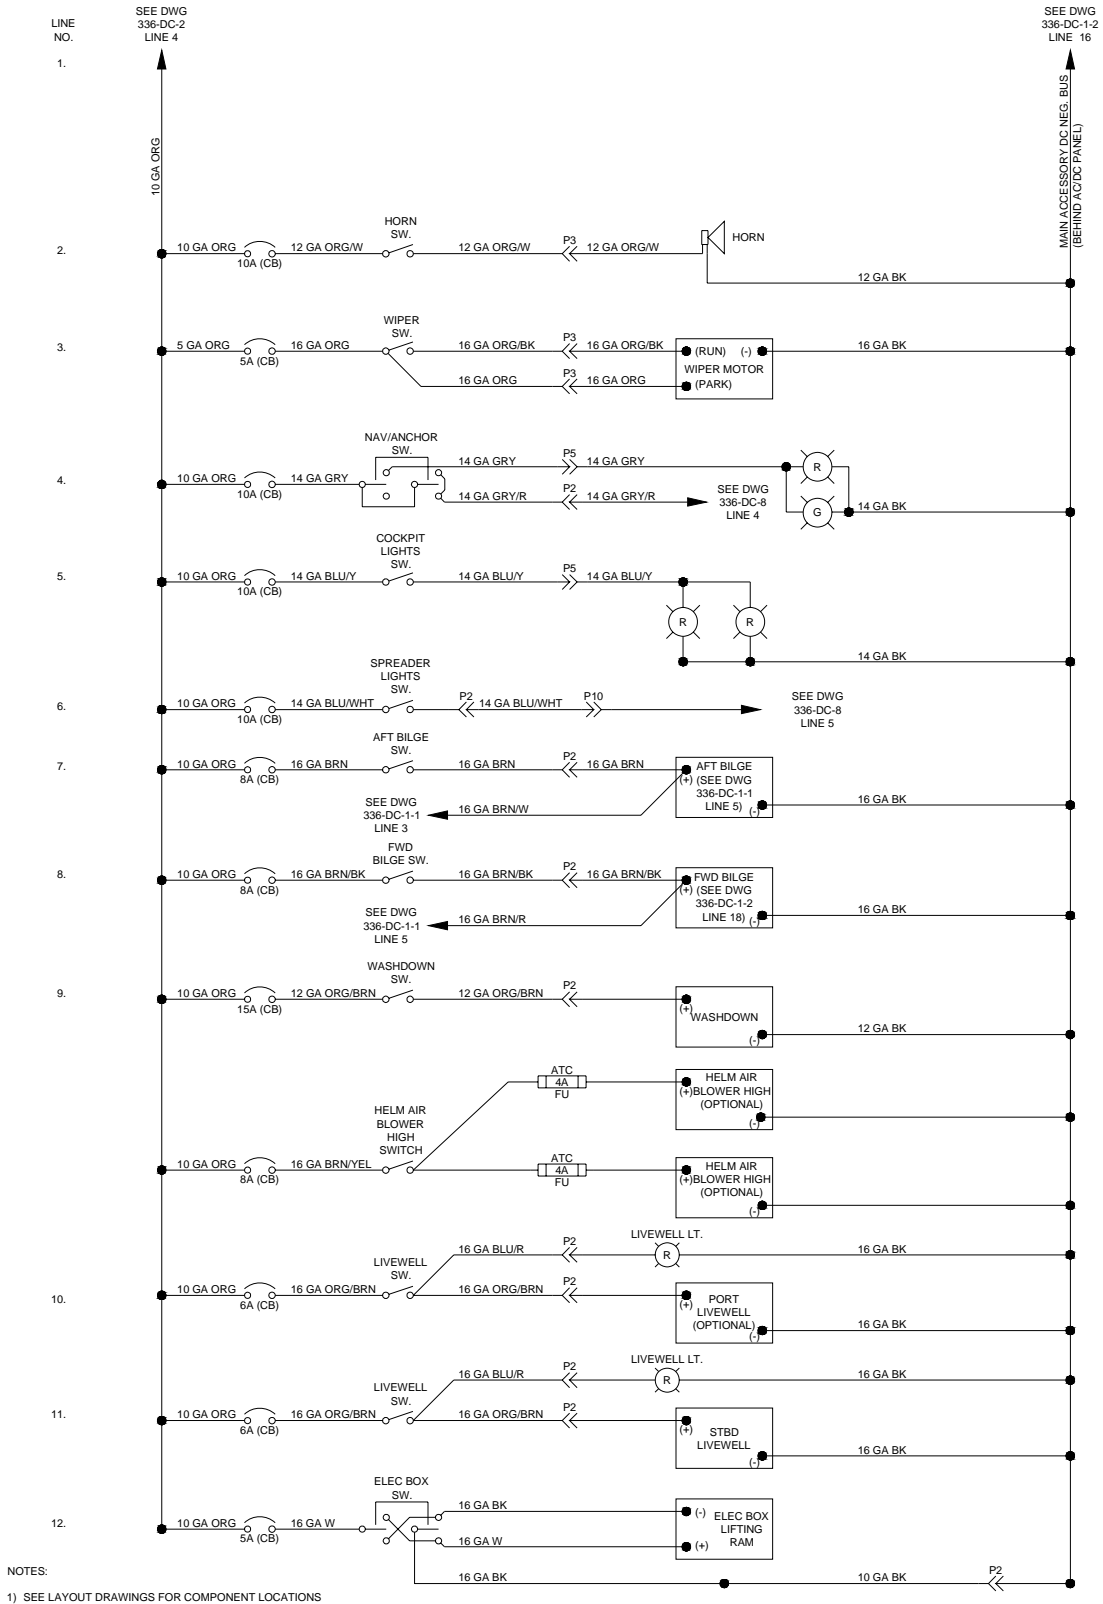 LINE
NO.
SEE DWG
336-DC-2
LINE 4
SEE DWG
336-DC-1-2
LINE 16
1.
10 GA ORG
MAIN ACCESSORY DC NEG. BUS
(BEHIND AC/DC PANEL)
2.
10 GA ORG
10A (CB)
12 GA ORG/W
HORN
SW.
12 GA ORG/W
P3
12 GA ORG/W
HORN
12 GA BK
3.
5 GA ORG
5A (CB)
16 GA ORG
WIPER
SW.
16 GA ORG/BK
P3
16 GA ORG/BK
(RUN)
(-)
WIPER MOTOR
(PARK)
16 GA BK
16 GA ORG
P3
16 GA ORG
4.
10 GA ORG
10A (CB)
14 GA GRY
NAV/ANCHOR
SW.
14 GA GRY
P5
14 GA GRY
R
14 GA GRY/R
P2
14 GA GRY/R
SEE DWG
336-DC-8
LINE 4
G
14 GA BK
5.
10 GA ORG
10A (CB)
14 GA BLU/Y
COCKPIT
LIGHTS
SW.
14 GA BLU/Y
P5
14 GA BLU/Y
R
R
14 GA BK
6.
10 GA ORG
10A (CB)
14 GA BLU/WHT
SPREADER
LIGHTS
SW.
P2
14 GA BLU/WHT
P10
SEE DWG
336-DC-8
LINE 5
7.
10 GA ORG
8A (CB)
16 GA BRN
AFT BILGE
SW.
16 GA BRN
P2
16 GA BRN
AFT BILGE
(+)
(SEE DWG
336-DC-1-1
LINE 5)
(-)
16 GA BK
SEE DWG
336-DC-1-1
LINE 3
16 GA BRN/W
8.
10 GA ORG
8A (CB)
16 GA BRN/BK
FWD
BILGE SW.
16 GA BRN/BK
P2
16 GA BRN/BK
FWD BILGE
(+)
(SEE DWG
336-DC-1-2
LINE 18)
(-)
16 GA BK
SEE DWG
336-DC-1-1
LINE 5
16 GA BRN/R
9.
10 GA ORG
15A (CB)
12 GA ORG/BRN
WASHDOWN
SW.
12 GA ORG/BRN
P2
(+)
WASHDOWN
(-)
12 GA BK
ATC
4A
FU
HELM AIR
(+)
BLOWER HIGH
(OPTIONAL)
(-)
10 GA ORG
8A (CB)
16 GA BRN/YEL
HELM AIR
BLOWER
HIGH
SWITCH
ATC
4A
FU
HELM AIR
(+)
BLOWER HIGH
(OPTIONAL)
(-)
16 GA BLU/R
P2
LIVEWELL LT.
R
16 GA BK
10.
10 GA ORG
6A (CB)
16 GA ORG/BRN
LIVEWELL
SW.
16 GA ORG/BRN
P2
(+)
PORT
LIVEWELL
(OPTIONAL)
(-)
16 GA BK
16 GA BLU/R
P2
LIVEWELL LT.
R
16 GA BK
11.
10 GA ORG
6A (CB)
16 GA ORG/BRN
LIVEWELL
SW.
16 GA ORG/BRN
P2
(+)
STBD
LIVEWELL
(-)
16 GA BK
12.
10 GA ORG
5A (CB)
16 GA W
ELEC BOX
SW.
16 GA BK
(-)
ELEC BOX
LIFTING
RAM
16 GA W
(+)
16 GA BK
10 GA BK
P2
NOTES:
1) SEE LAYOUT DRAWINGS FOR COMPONENT LOCATIONS